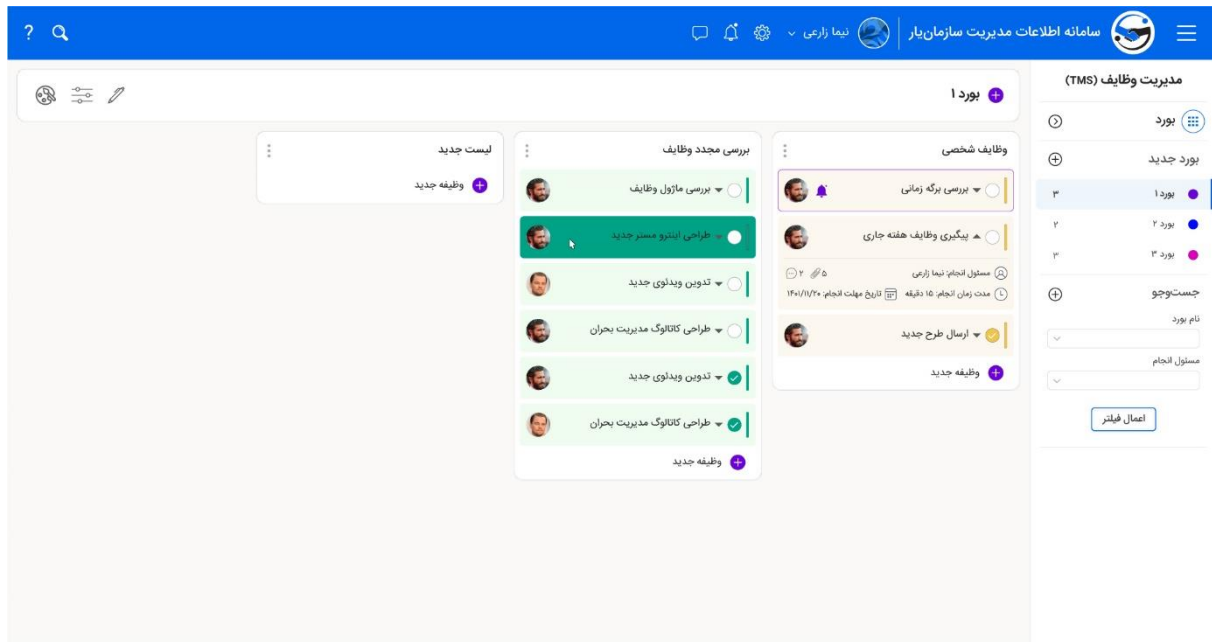 سامانه اطلاعات مدیریت سازمان‌یار
نیما زارعی
?
مدیریت وظایف (TMS)
بورد
بورد جدید
بورد ۱ ۳
بورد ۲ ۲
بورد ۳ ۳
جست‌وجو
نام بورد
مسئول انجام
اعمال فیلتر
بورد ۱
وظایف شخصی
بررسی برگه زمانی
پیگیری وظایف هفته جاری
مسئول انجام: نیما زارعی ۵ ۲
مدت زمان انجام: ۱۵ دقیقه تاریخ مهلت انجام: ۱۴۰۱/۱۱/۲۰
ارسال طرح جدید
وظیفه جدید
بررسی مجدد وظایف
بررسی ماژول وظایف
طراحی اینترو مستر جدید
تدوین ویدئوی جدید
طراحی کاتالوگ مدیریت بحران
تدوین ویدئوی جدید
طراحی کاتالوگ مدیریت بحران
وظیفه جدید
لیست جدید
وظیفه جدید